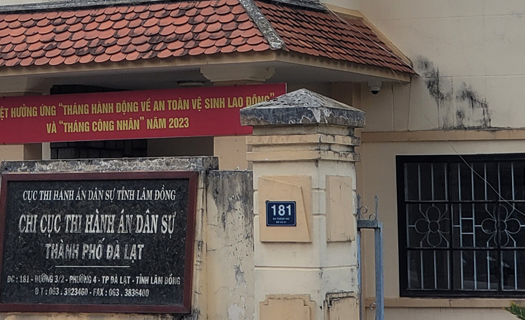 ỆT HƯỞNG ỨNG "THÁNG HÀNH ĐỘNG VỀ AN TOÀN VỆ SINH LAO ĐỘNG"
VÀ "THÁNG CÔNG NHÂN" NĂM 2023
CỤC THI HÀNH ÁN DÂN SỰ TỈNH LÂM ĐỒNG
CHI CỤC THI HÀNH ÁN DÂN SỰ
THÀNH PHỐ ĐÀ LẠT
ĐC : 181 - ĐƯỜNG 3/2 - PHƯỜNG 4 - TP ĐÀ LẠT - TỈNH LÂM ĐỒNG
ĐT : 063. 3823460 - FAX : 063. 3836400
181